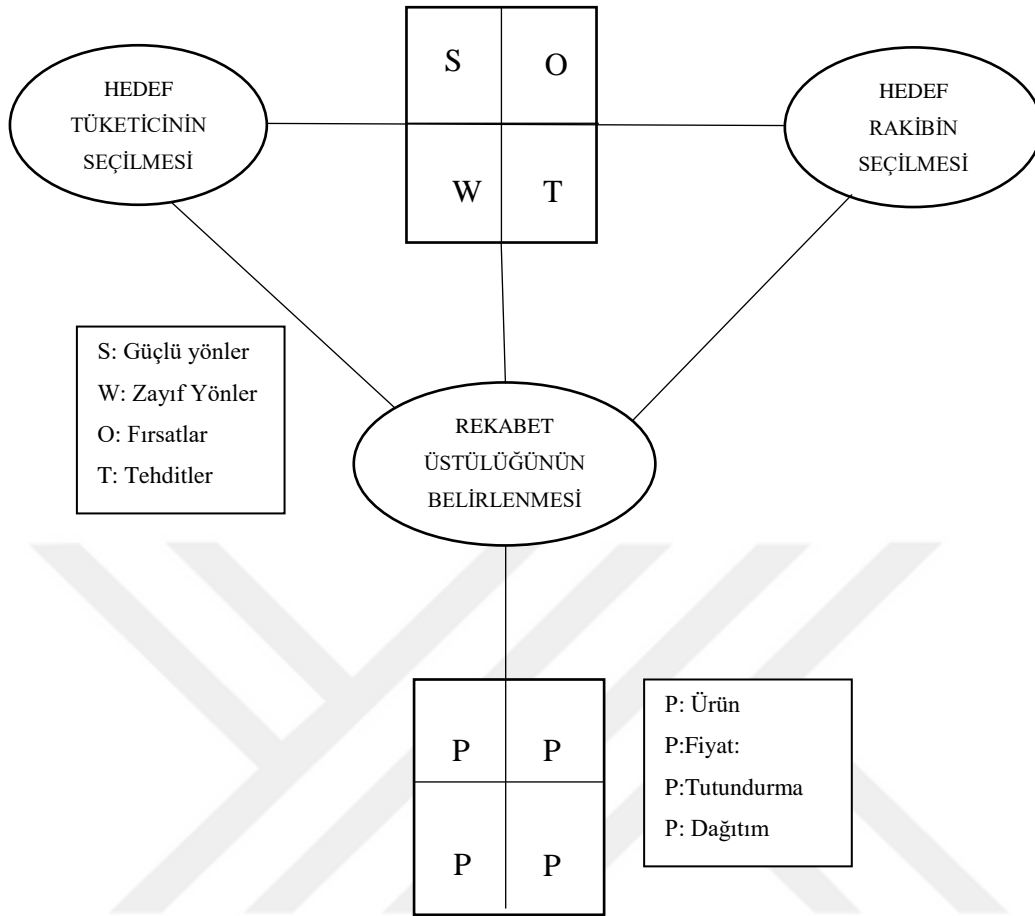 S O
HEDEF
TÜKETİCİNİN
SEÇİLMESİ
HEDEF
RAKİBİN
SEÇİLMESİ
W T
S: Güçlü yönler
W: Zayıf Yönler
O: Fırsatlar
T: Tehditler
REKABET
ÜSTÜLÜĞÜNÜN
BELİRLENMESİ
P P
P P
P: Ürün
P:Fiyat:
P:Tutundurma
P: Dağıtım